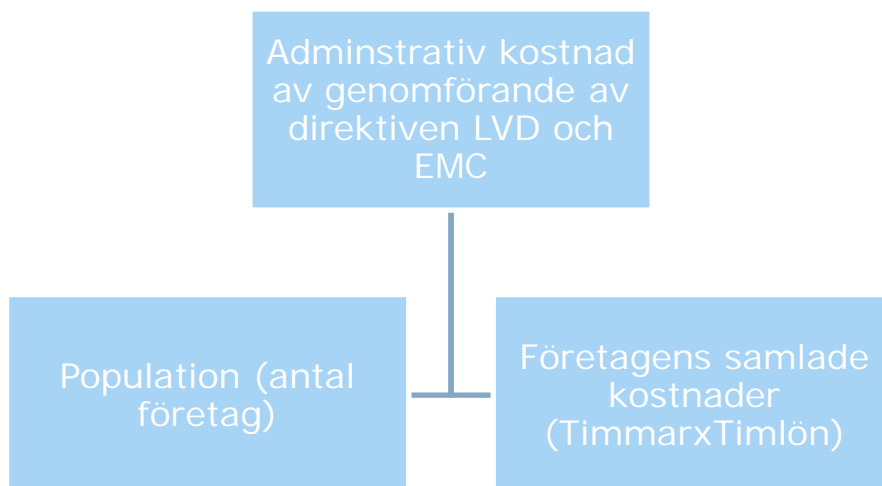 Adminstrativ kostnad
av genomförande av
direktiven LVD och
EMC
Population (antal
företag)
Företagens samlade
kostnader
(TimmarxTimlön)